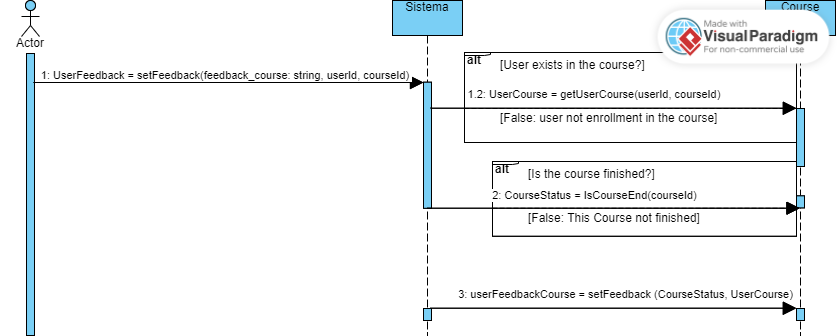 Sistema
Course
Made with
VisualParadigm
For non-commercial use
Actor
alt
[User exists in the course?]
1: UserFeedback = setFeedback(feedback_course: string, userId, courseId)
1.2: UserCourse = getUserCourse(userId, courseId)
[False: user not enrollment in the course]
alt
[Is the course finished?]
2: CourseStatus = IsCourseEnd(courseId)
[False: This Course not finished]
3: userFeedbackCourse = setFeedback (CourseStatus, UserCourse)